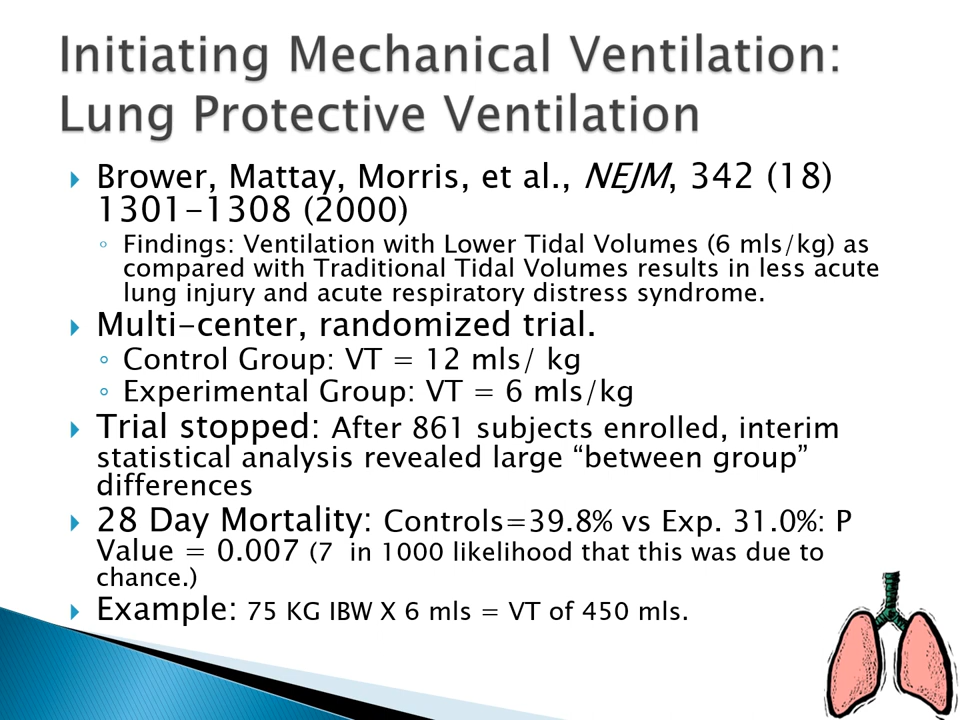 Initiating Mechanical Ventilation:
Lung Protective Ventilation
Brower, Mattay, Morris, et al., NEJM, 342 (18)
1301-1308 (2000)
Findings: Ventilation with Lower Tidal Volumes (6 mls/kg) as
compared with Traditional Tidal Volumes results in less acute
lung injury and acute respiratory distress syndrome.
Multi-center, randomized trial.
Control Group: VT = 12 mls/ kg
Experimental Group: VT = 6 mls/kg
Trial stopped: After 861 subjects enrolled, interim
statistical analysis revealed large “between group”
differences
28 Day Mortality: Controls=39.8% vs Exp. 31.0%: P
Value = 0.007 (7 in 1000 likelihood that this was due to
chance.)
Example: 75 KG IBW X 6 mls = VT of 450 mls.